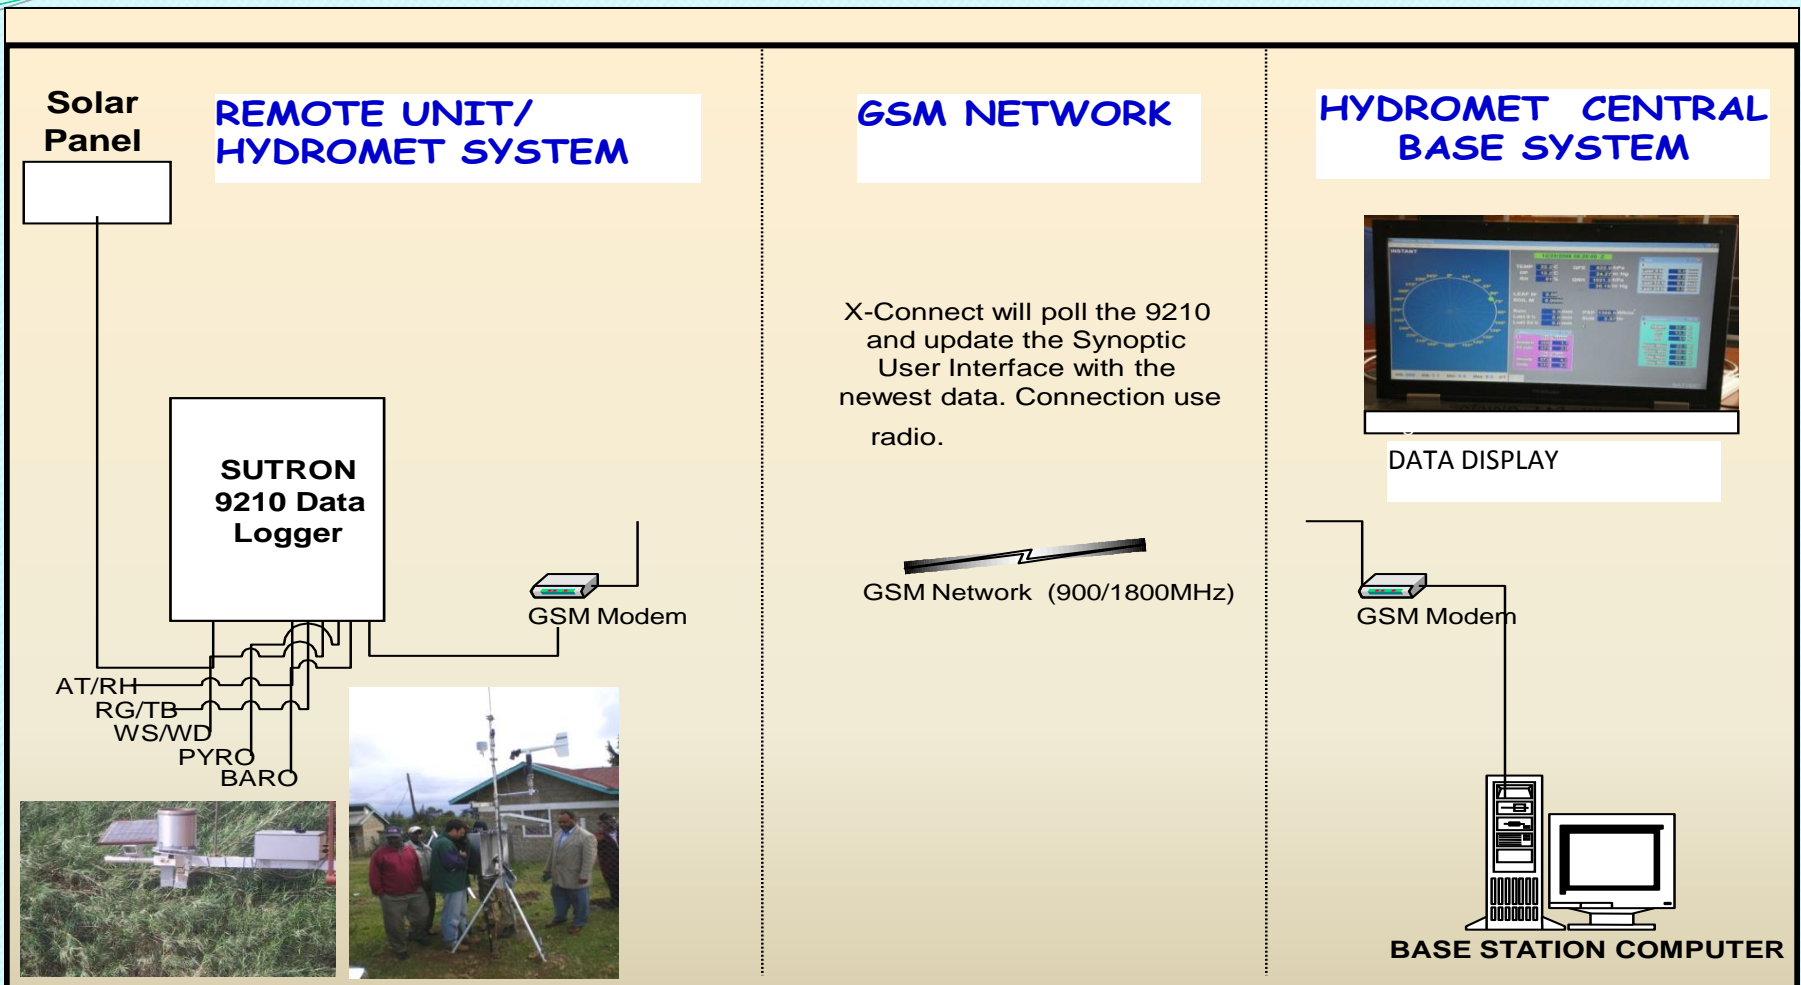 Solar
Panel
REMOTE UNIT/
HYDROMET SYSTEM
SUTRON
9210 Data
Logger
GSM Modem
AT/RH
RG/TB
WS/WD
PYRO
BARO
GSM NETWORK
X-Connect will poll the 9210
and update the Synoptic
User Interface with the
newest data. Connection use
radio.
GSM Network (900/1800MHz)
HYDROMET CENTRAL
BASE SYSTEM
INSTANT
DATA DISPLAY
GSM Modem
BASE STATION COMPUTER